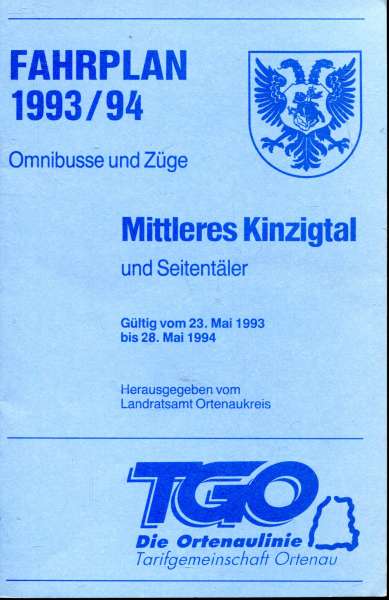 FAHRPLAN
1993/94
Omnibusse und Züge
Mittleres Kinzigtal
und Seitentäler
Gültig vom 23. Mai 1993
bis 28. Mai 1994
Herausgegeben vom
Landratsamt Ortenaukreis
TGO
Die Ortenaulinie
Tarifgemeinschaft Ortenau